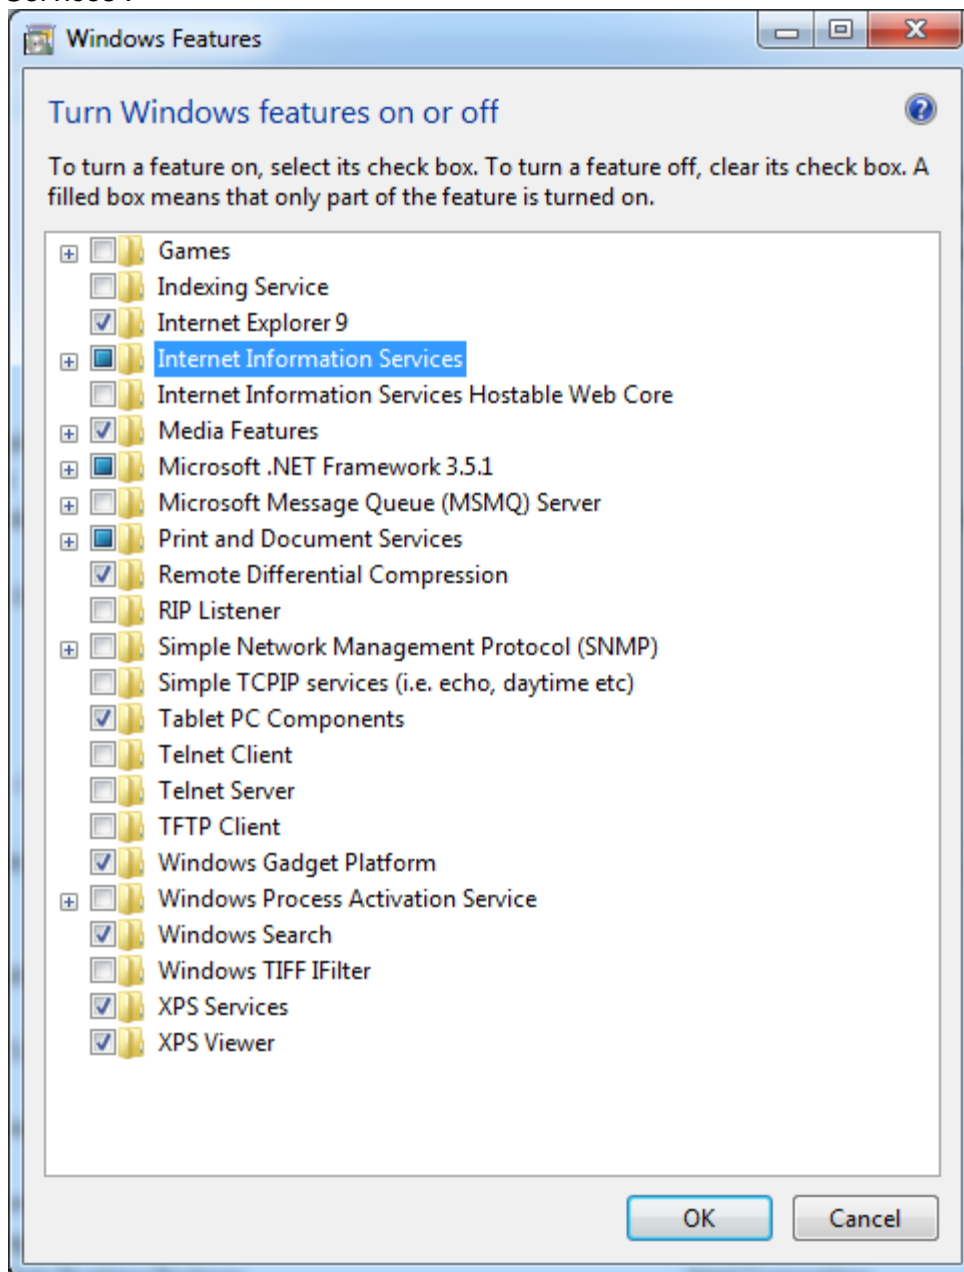 Windows Features
Turn Windows features on or off
To turn a feature on, select its check box. To turn a feature off, clear its check box. A
filled box means that only part of the feature is turned on.
Games
Indexing Service
Internet Explorer 9
Internet Information Services
Internet Information Services Hostable Web Core
Media Features
Microsoft .NET Framework 3.5.1
Microsoft Message Queue (MSMQ) Server
Print and Document Services
Remote Differential Compression
RIP Listener
Simple Network Management Protocol (SNMP)
Simple TCPIP services (i.e. echo, daytime etc)
Tablet PC Components
Telnet Client
Telnet Server
TFTP Client
Windows Gadget Platform
Windows Process Activation Service
Windows Search
Windows TIFF IFilter
XPS Services
XPS Viewer
OK
Cancel